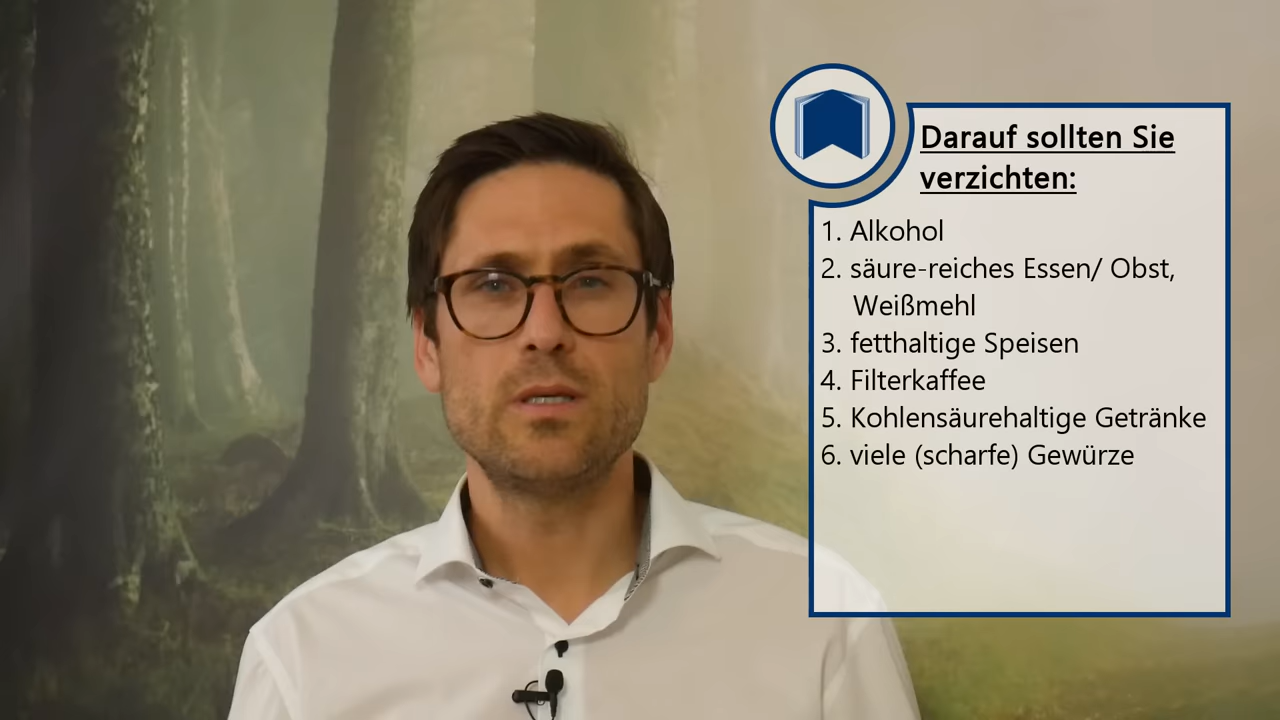 Darauf sollten Sie
verzichten:
1. Alkohol
2. säure-reiches Essen/ Obst,
Weißmehl
3. fetthaltige Speisen
4. Filterkaffee
5. Kohlensäurehaltige Getränke
6. viele (scharfe) Gewürze